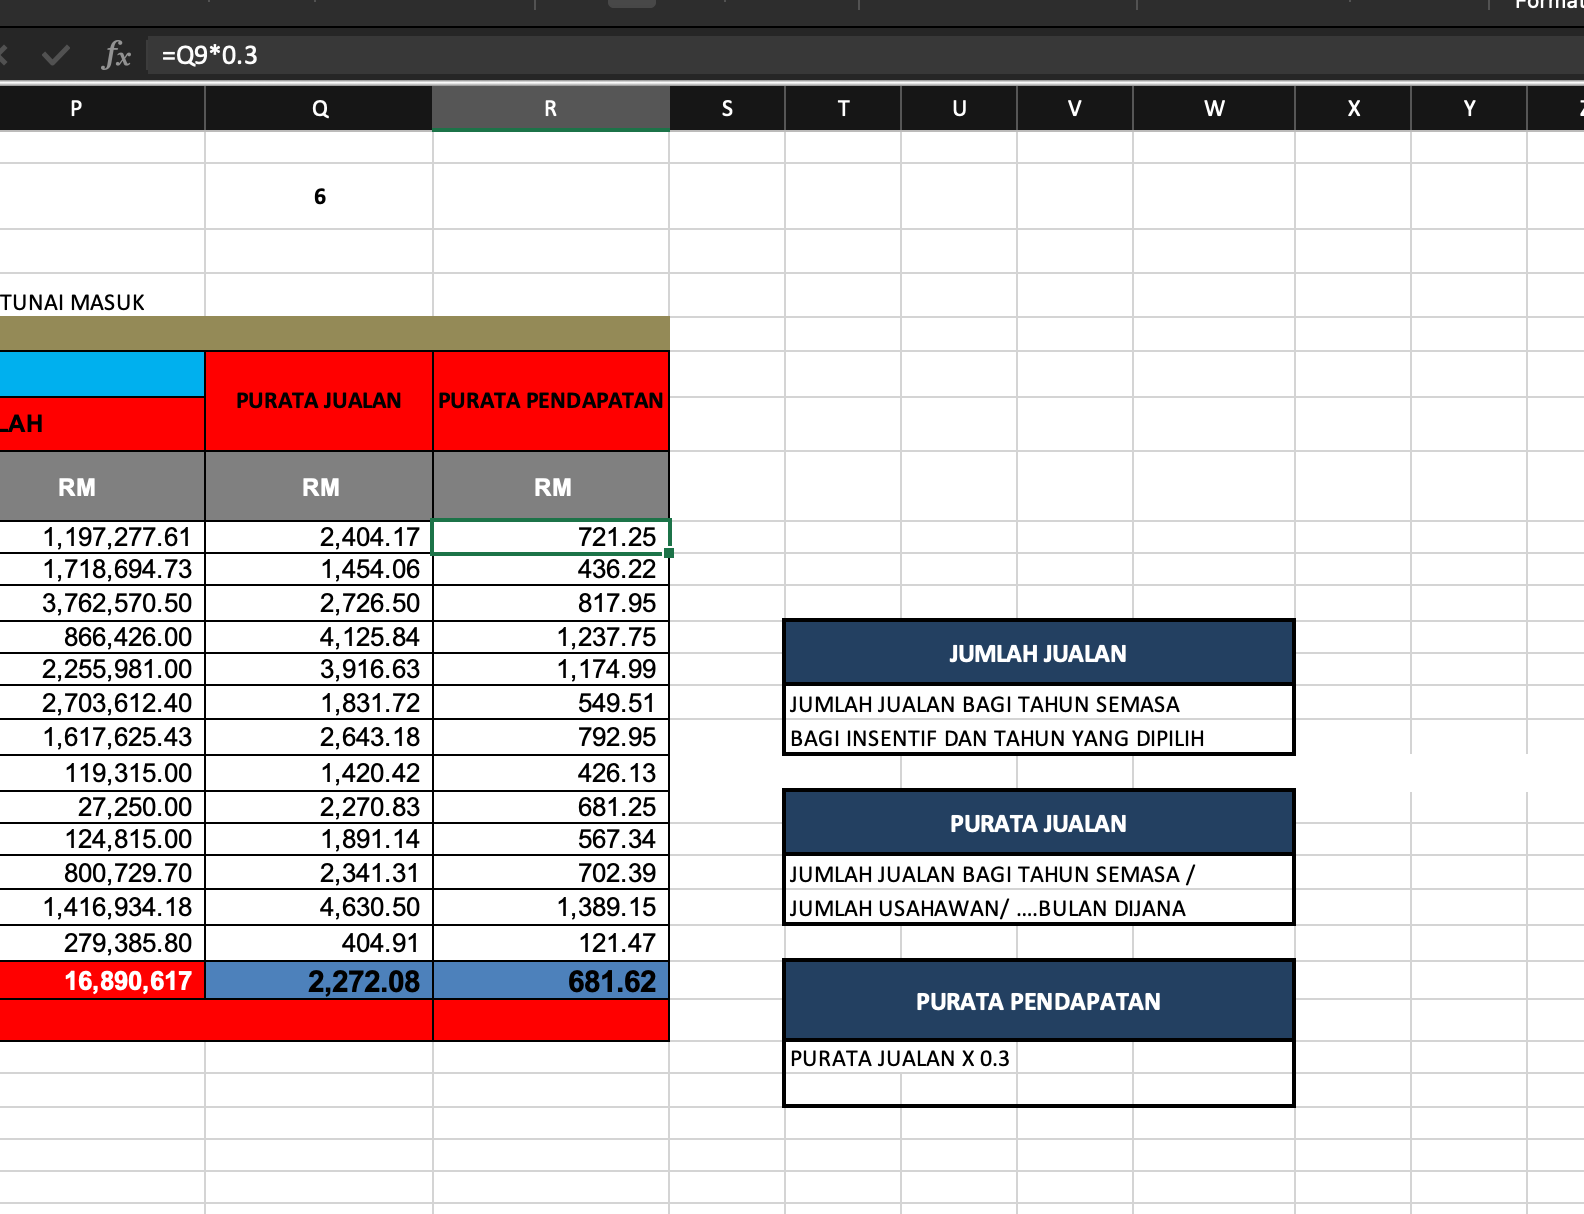 fx =Q9*0.3
P Q R S T U V W X Y
6
TUNAI MASUK
PURATA JUALAN PURATA PENDAPATAN
LAH
RM RM RM
1,197,277.61 2,404.17 721.25
1,718,694.73 1,454.06 436.22
3,762,570.50 2,726.50 817.95
866,426.00 4,125.84 1,237.75
2,255,981.00 3,916.63 1,174.99
2,703,612.40 1,831.72 549.51
1,617,625.43 2,643.18 792.95
119,315.00 1,420.42 426.13
27,250.00 2,270.83 681.25
124,815.00 1,891.14 567.34
800,729.70 2,341.31 702.39
1,416,934.18 4,630.50 1,389.15
279,385.80 404.91 121.47
16,890,617 2,272.08 681.62
JUMLAH JUALAN
JUMLAH JUALAN BAGI TAHUN SEMASA
BAGI INSENTIF DAN TAHUN YANG DIPILIH
PURATA JUALAN
JUMLAH JUALAN BAGI TAHUN SEMASA /
JUMLAH USAHAWAN/ ....BULAN DIJANA
PURATA PENDAPATAN
PURATA JUALAN X 0.3